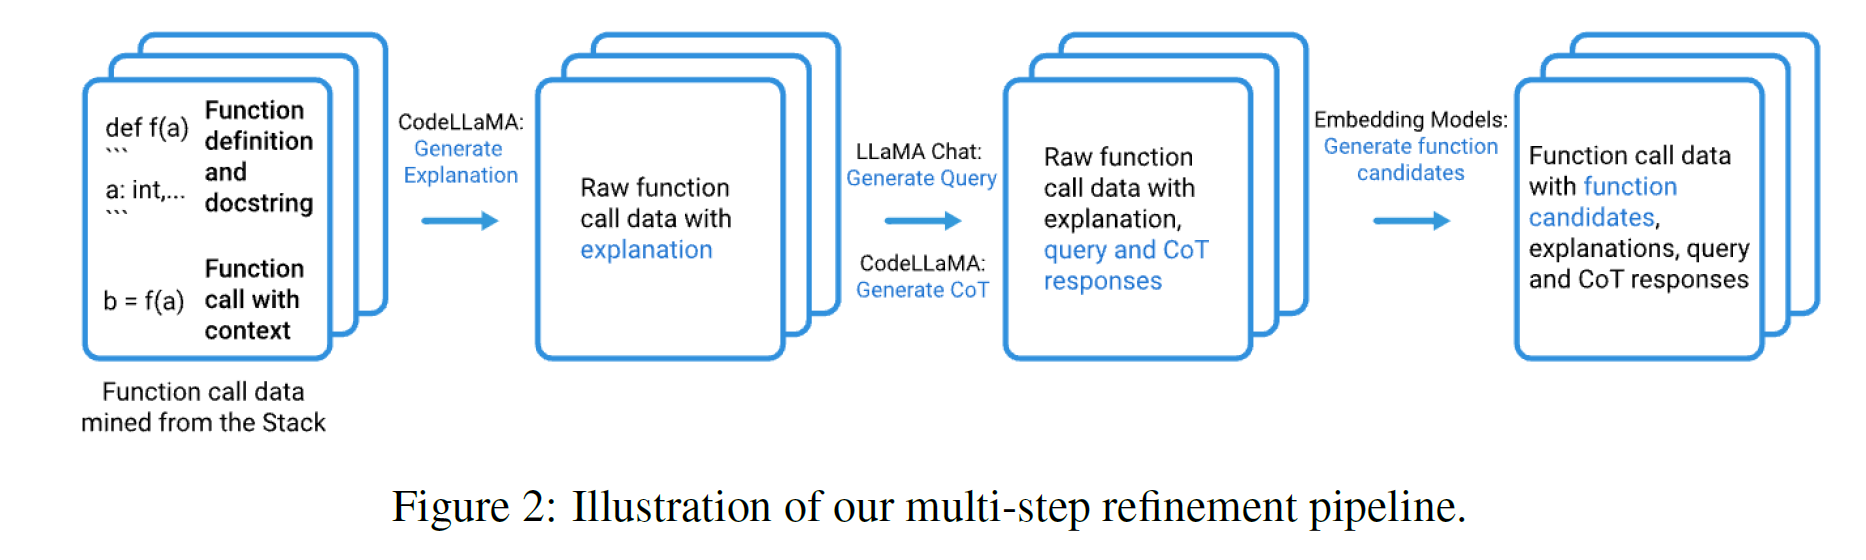 def f(a)
```
a: int,...
```
Function
definition
and
docstring
b = f(a)
Function
call with
context
Function call data
mined from the Stack
CodeLLaMA:
Generate
Explanation
Raw function
call data with
explanation
LLaMA Chat:
Generate Query
CodeLLaMA:
Generate CoT
Raw function
call data with
explanation,
query and CoT
responses
Embedding Models:
Generate function
candidates
Function call data
with function
candidates,
explanations, query
and CoT responses
Figure 2: Illustration of our multi-step refinement pipeline.